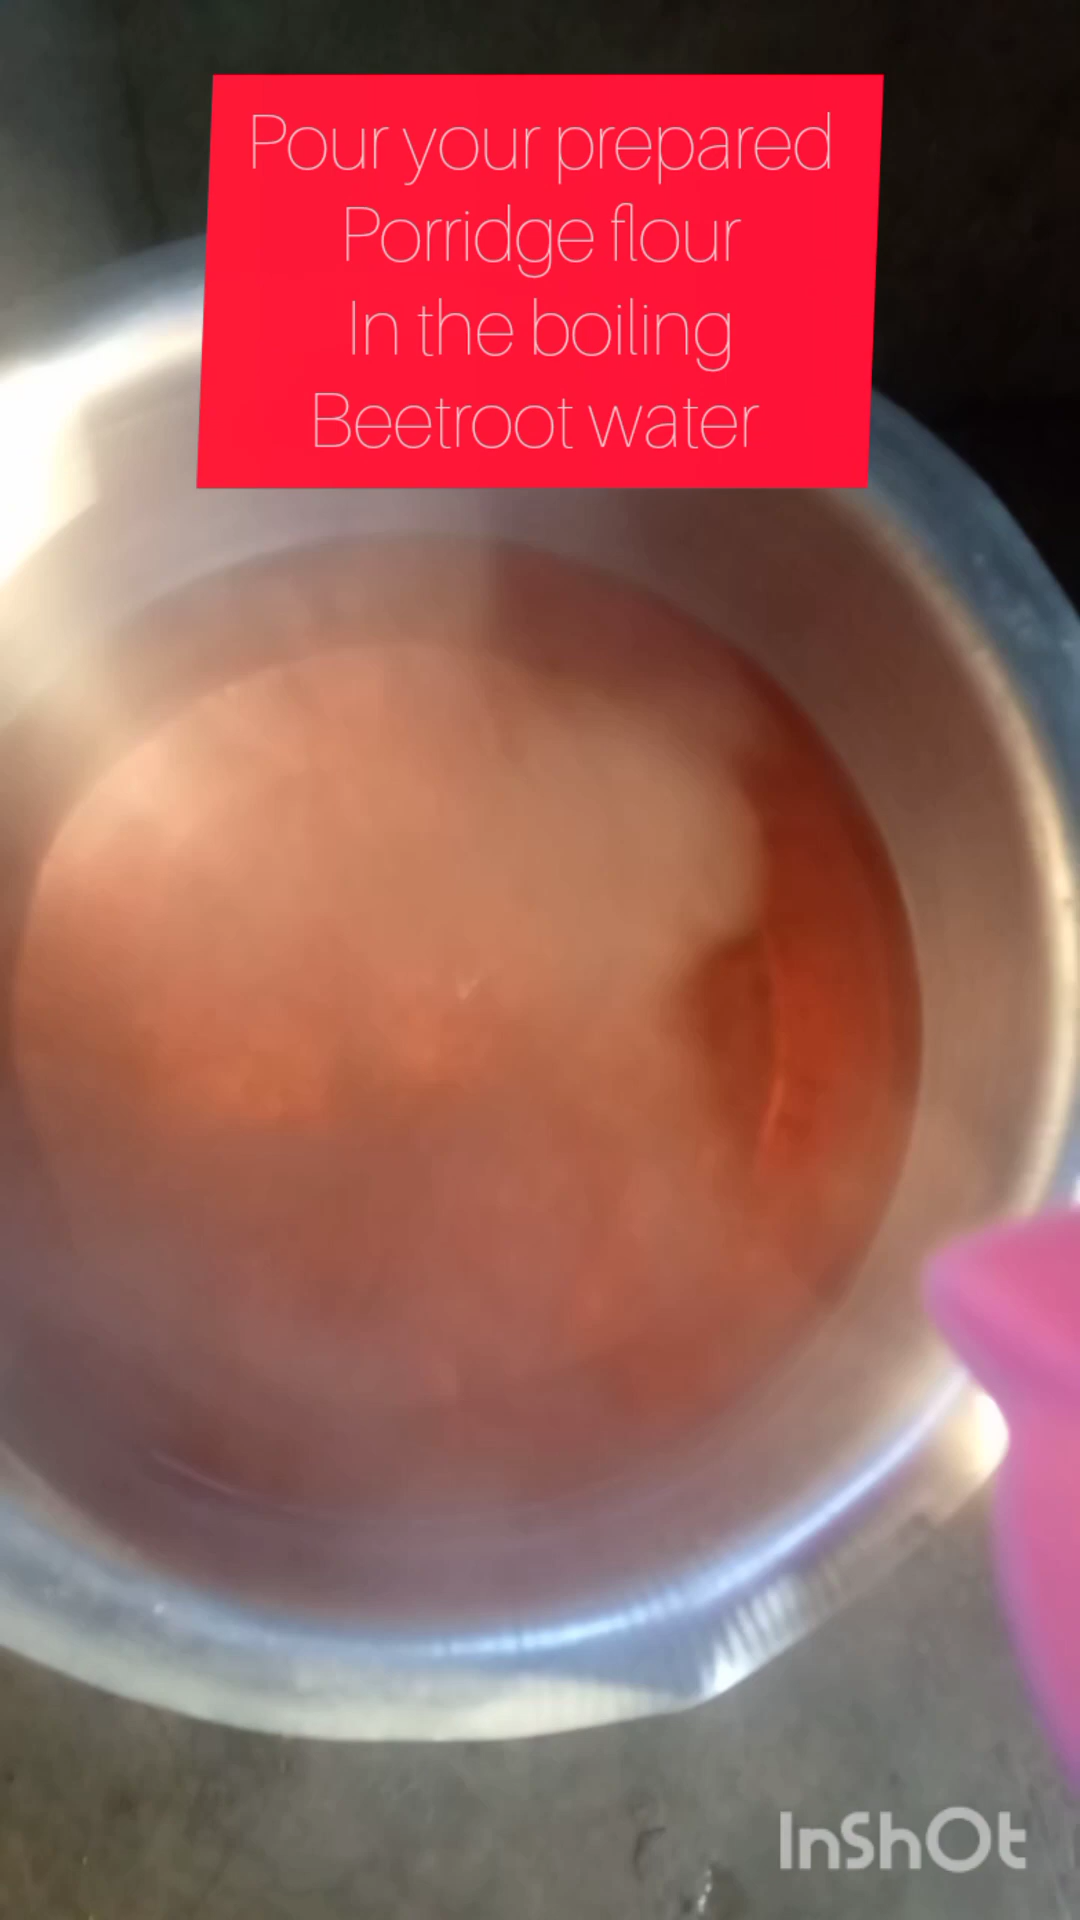 Pour your prepared
Porridge flour
In the boiling
Beetroot water
InShOt